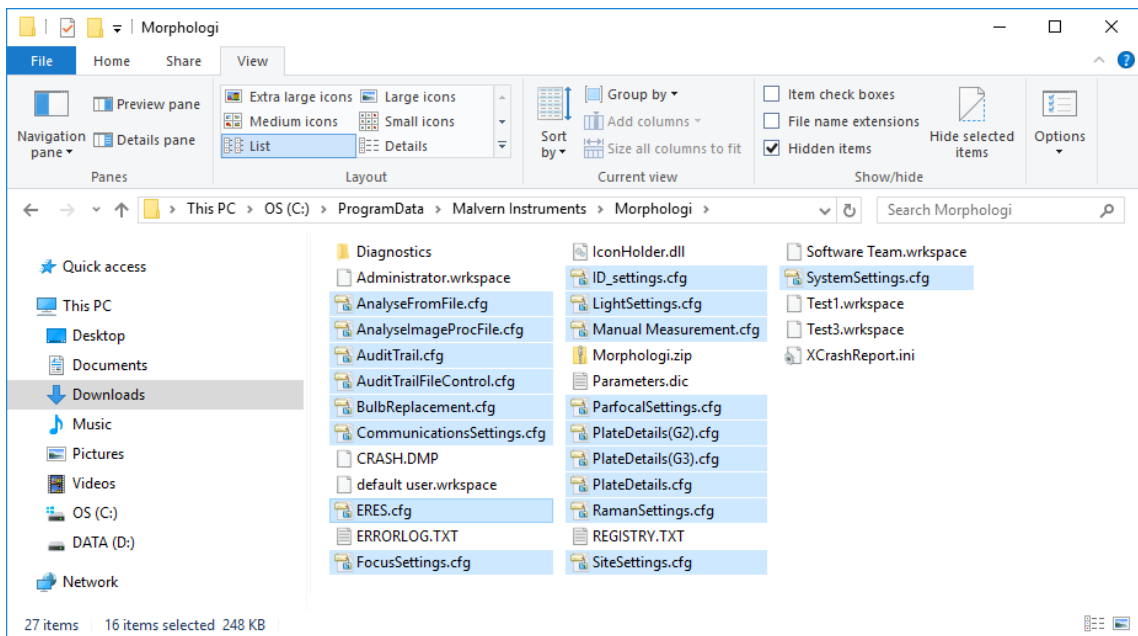 Morphologi
File Home Share View
Navigation pane
Preview pane
Details pane
Panes
Extra large icons Large icons
Medium icons Small icons
List Details
Layout
Sort by
Group by
Add columns
Size all columns to fit
Current view
Item check boxes
File name extensions
Hidden items
Hide selected items
Show/hide
Options
This PC > OS (C:) > ProgramData > Malvern Instruments > Morphologi >
Search Morphologi
Quick access
This PC
Desktop
Documents
Downloads
Music
Pictures
Videos
OS (C:)
DATA (D:)
Network
Diagnostics
Administrator.wrkspace
AnalyseFromFile.cfg
AnalyseImageProcFile.cfg
AuditTrail.cfg
AuditTrailFileControl.cfg
BulbReplacement.cfg
CommunicationsSettings.cfg
CRASH.DMP
default user.wrkspace
ERES.cfg
ERRORLOG.TXT
FocusSettings.cfg
IconHolder.dll
ID_settings.cfg
LightSettings.cfg
Manual Measurement.cfg
Morphologi.zip
Parameters.dic
ParfocalSettings.cfg
PlateDetails(G2).cfg
PlateDetails(G3).cfg
PlateDetails.cfg
RamanSettings.cfg
REGISTRY.TXT
SiteSettings.cfg
Software Team.wrkspace
SystemSettings.cfg
Test1.wrkspace
Test3.wrkspace
XCrashReport.ini
27 items 16 items selected 248 KB